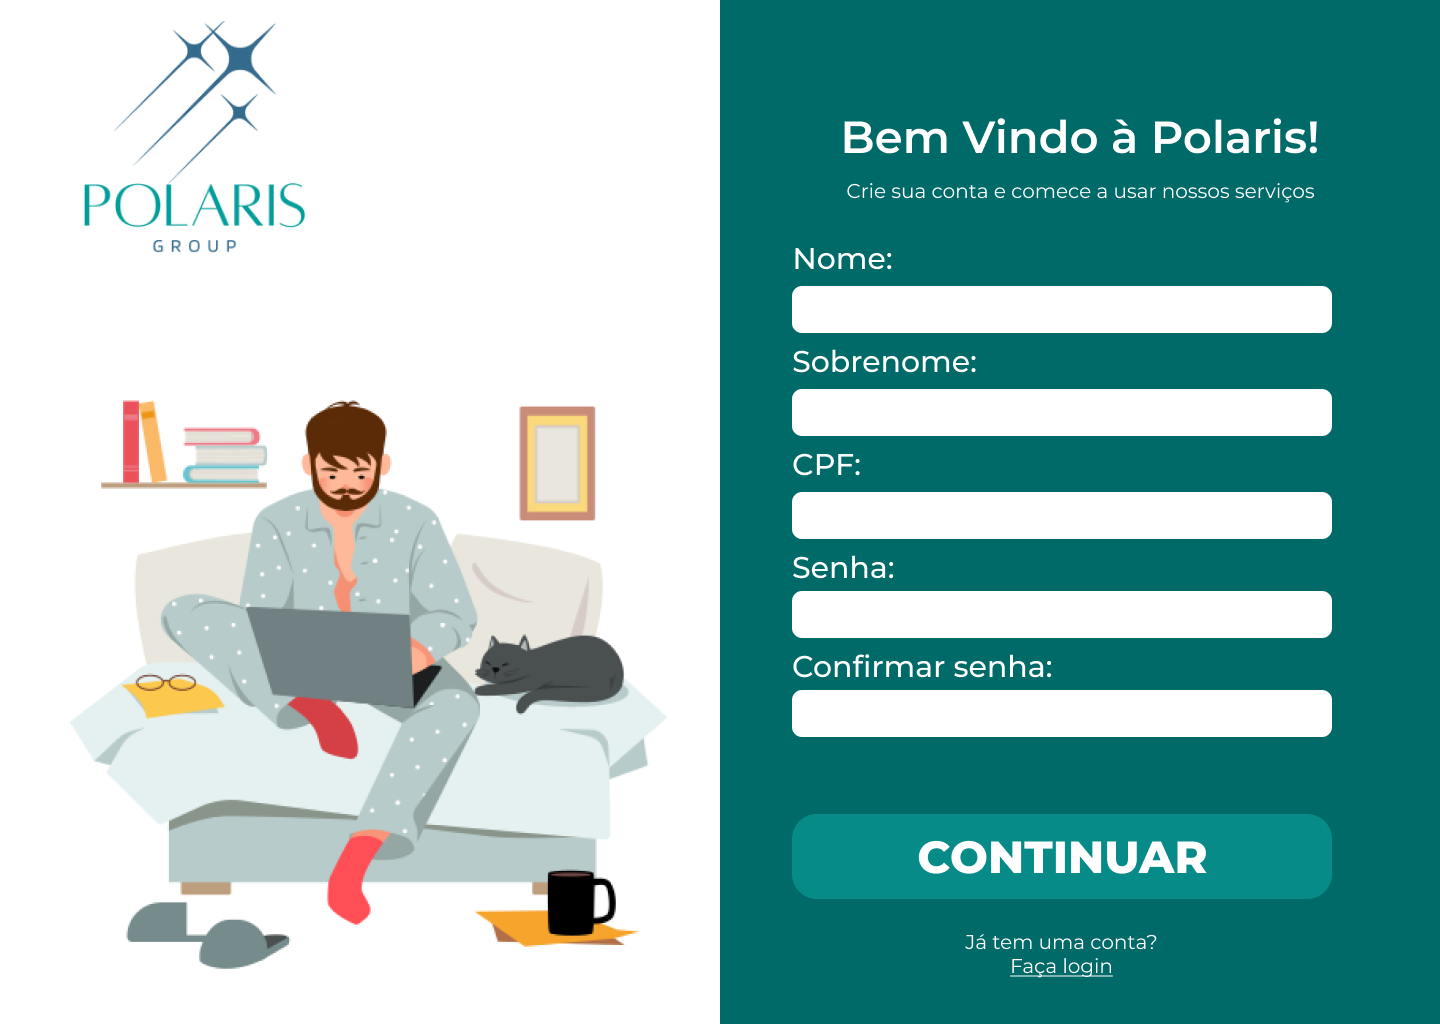 POLARIS
GROUP
Bem Vindo à Polaris!
Crie sua conta e comece a usar nossos serviços
Nome:
Sobrenome:
CPF:
Senha:
Confirmar senha:
CONTINUAR
Já tem uma conta?
Faça login